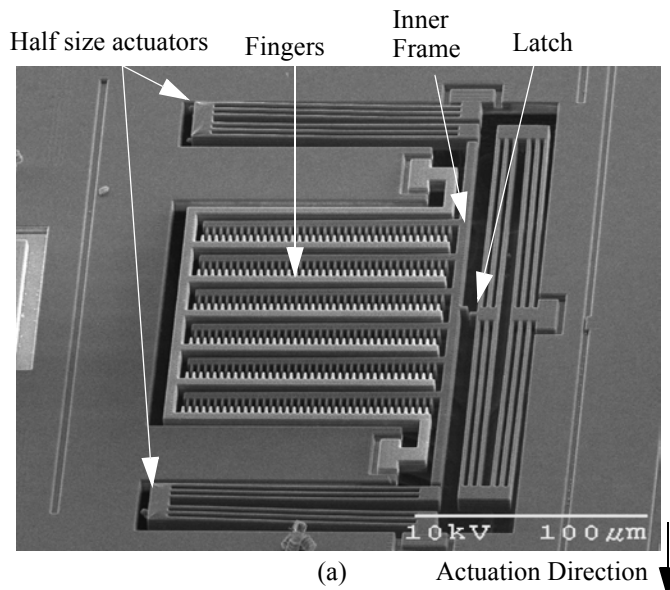 Inner
Frame
Half size actuators
Fingers
Latch
10kV 100μm
(a)
Actuation Direction